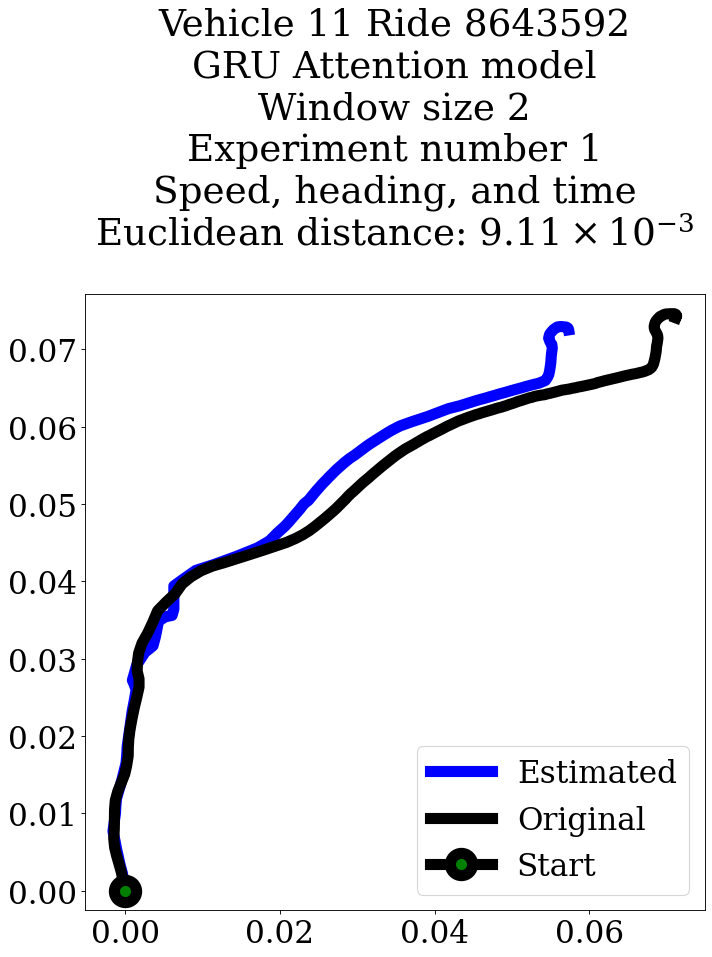 Vehicle 11 Ride 8643592
GRU Attention model
Window size 2
Experiment number 1
Speed, heading, and time
Euclidean distance: 9.11 × 10⁻³
0.07
0.06
0.05
0.04
0.03
0.02
0.01
0.00
Estimated
Original
Start
0.00 0.02 0.04 0.06